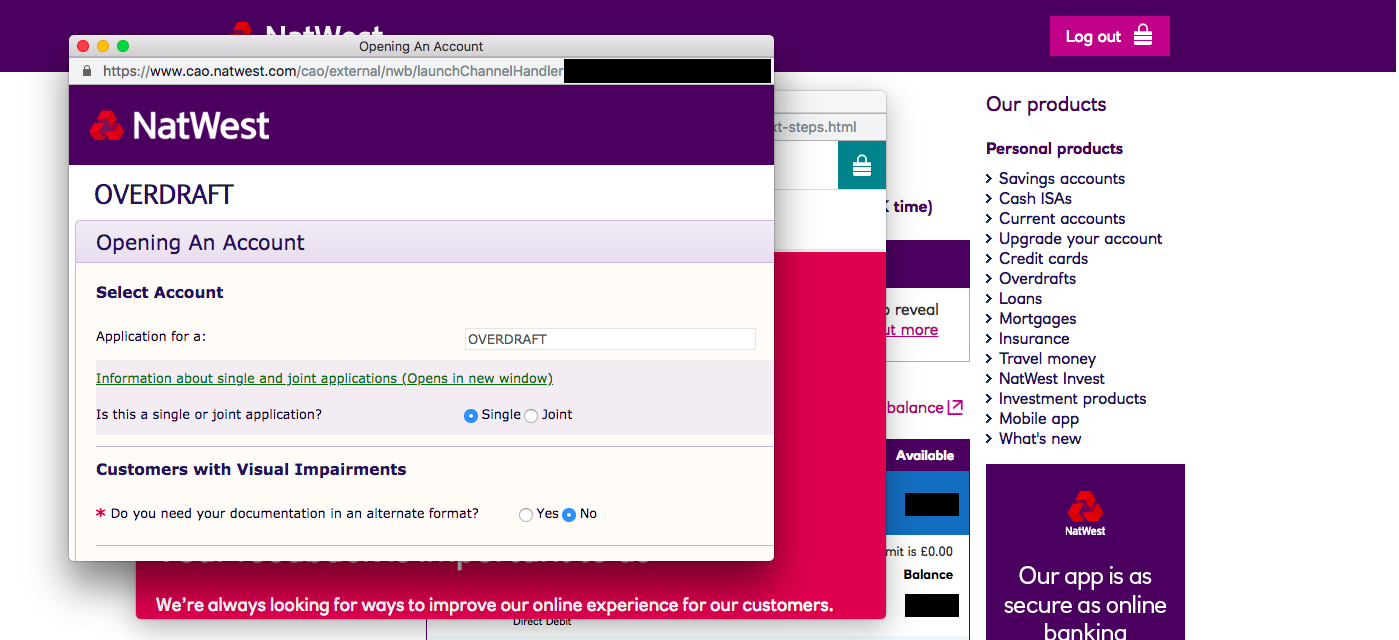 NatWest
Log out
Opening An Account
https://www.cao.natwest.com/cao/external/nwb/launchChannelHandler
NatWest
OVERDRAFT
Opening An Account
Select Account
Application for a:
OVERDRAFT
Information about single and joint applications (Opens in new window)
Is this a single or joint application?
Single
Joint
Customers with Visual Impairments
* Do you need your documentation in an alternate format?
Yes
No
xt-steps.html
time)
reveal
ut more
balance
Available
mit is £0.00
Balance
We're always looking for ways to improve our online experience for our customers.
Direct Debit
Our products
Personal products
Savings accounts
Cash ISAs
Current accounts
Upgrade your account
Credit cards
Overdrafts
Loans
Mortgages
Insurance
Travel money
NatWest Invest
Investment products
Mobile app
What's new
NatWest
Our app is as
secure as online
banking